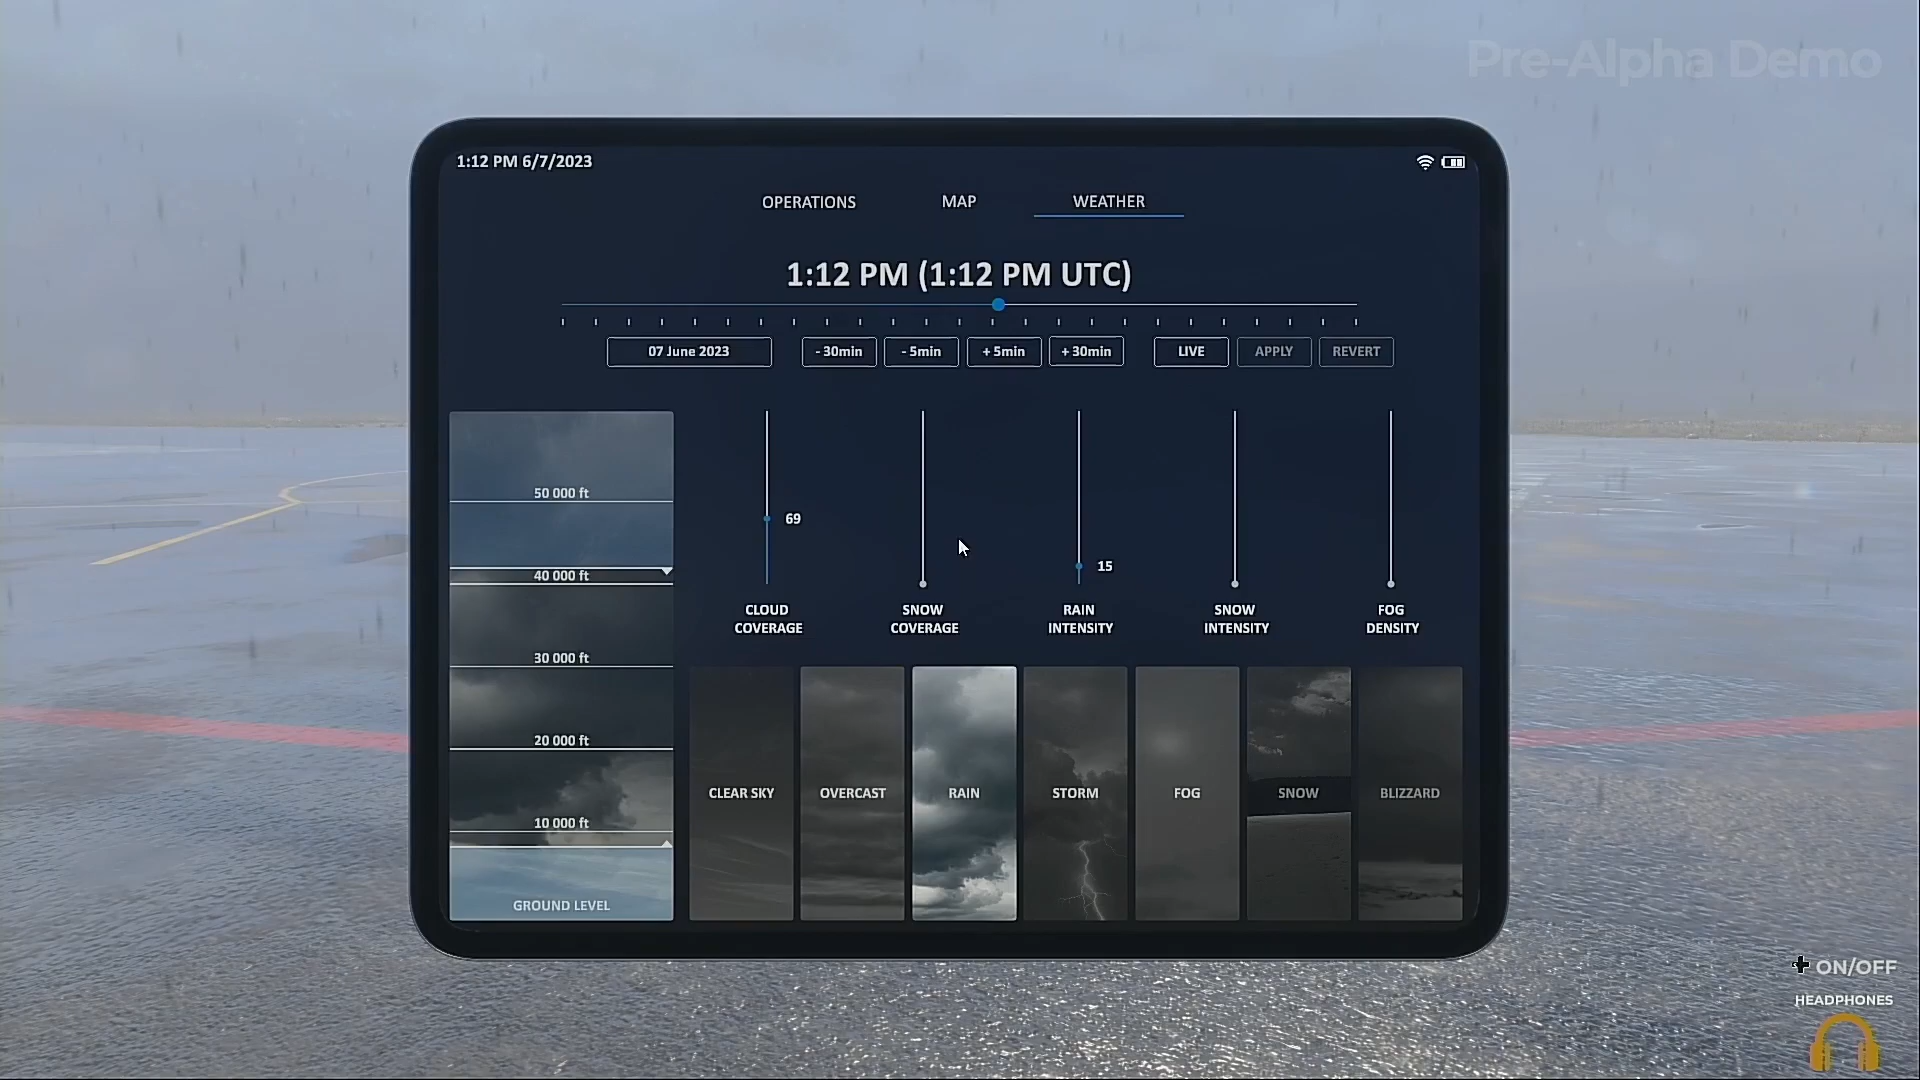 Pre-Alpha Demo
1:12 PM 6/7/2023
OPERATIONS
MAP
WEATHER
1:12 PM (1:12 PM UTC)
07 June 2023
- 30min
- 5min
+ 5min
+ 30min
LIVE
APPLY
REVERT
50 000 ft
40 000 ft
30 000 ft
20 000 ft
10 000 ft
GROUND LEVEL
69
15
CLOUD
COVERAGE
SNOW
COVERAGE
RAIN
INTENSITY
SNOW
INTENSITY
FOG
DENSITY
CLEAR SKY
OVERCAST
RAIN
STORM
FOG
SNOW
BLIZZARD
ON/OFF
HEADPHONES